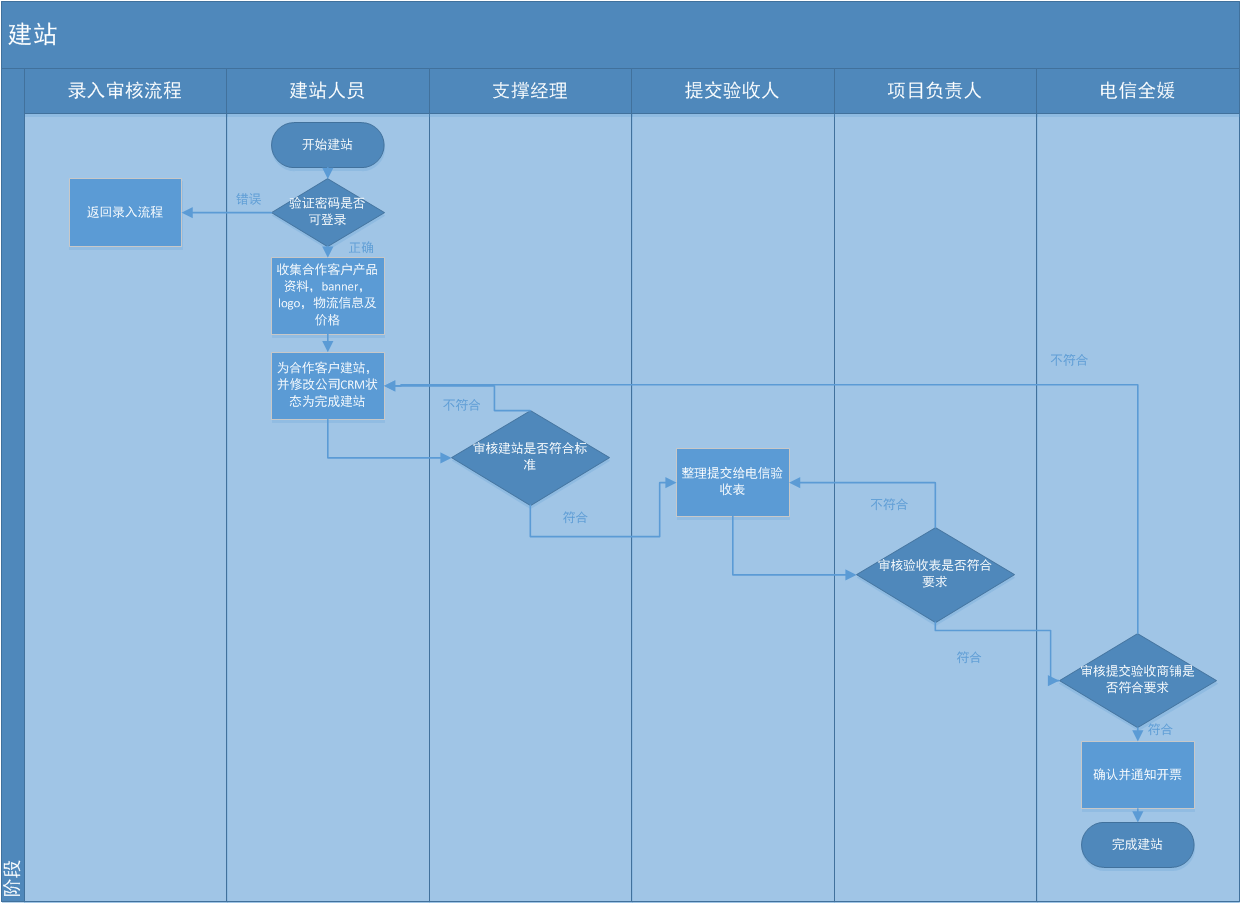 建站
录入审核流程
建站人员
支撑经理
提交验收人
项目负责人
电信全媛
开始建站
返回录入流程
错误
验证密码是否
可登录
正确
收集合作客户产品
资料，banner，
logo，物流信息及
价格
为合作客户建站，
并修改公司CRM状
态为完成建站
不符合
不符合
审核建站是否符合标
准
符合
整理提交给电信验
收表
不符合
审核验收表是否符合
要求
符合
审核提交验收商铺是
否符合要求
符合
确认并通知开票
完成建站
阶段